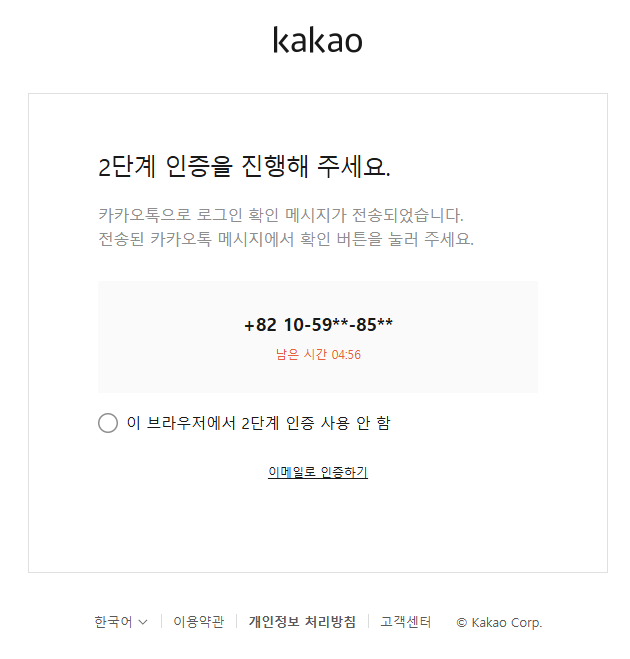 kakao
2단계 인증을 진행해 주세요.
카카오톡으로 로그인 확인 메시지가 전송되었습니다.
전송된 카카오톡 메시지에서 확인 버튼을 눌러 주세요.
+82 10-59**-85**
남은 시간 04:56
이 브라우저에서 2단계 인증 사용 안 함
이메일로 인증하기
한국어 이용약관 개인정보 처리방침 고객센터 © Kakao Corp.